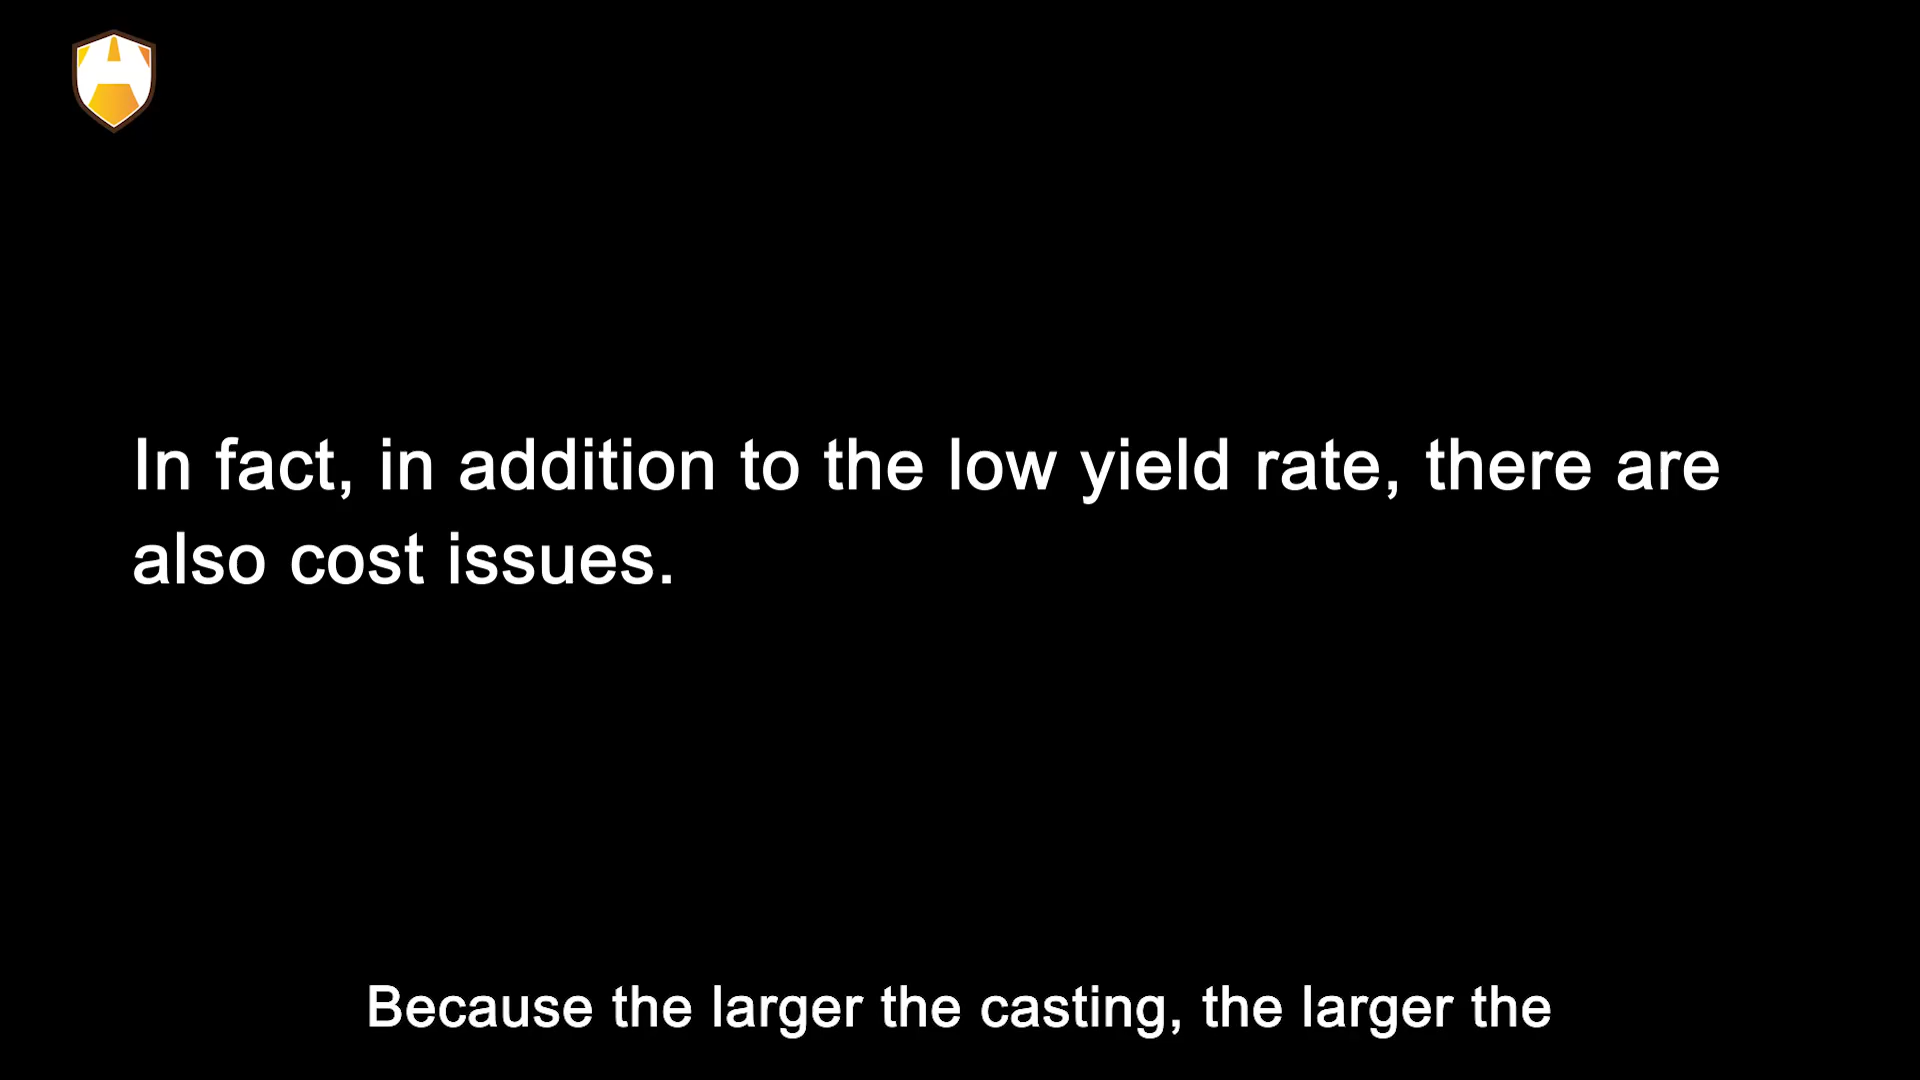 In fact, in addition to the low yield rate, there are
also cost issues.
Because the larger the casting, the larger the